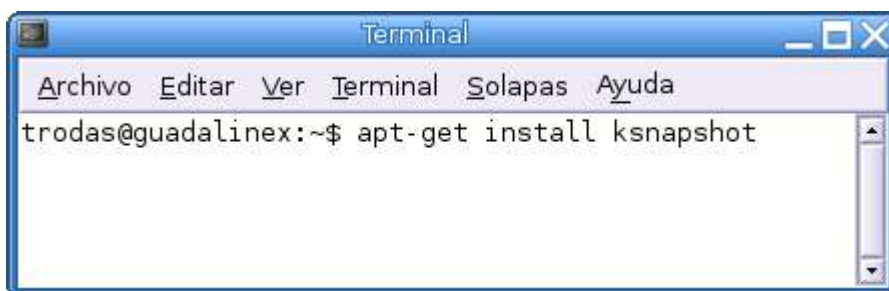 Terminal
Archivo Editar Ver Terminal Solapas Ayuda
trodas@guadalinex:~$ apt-get install ksnapshot